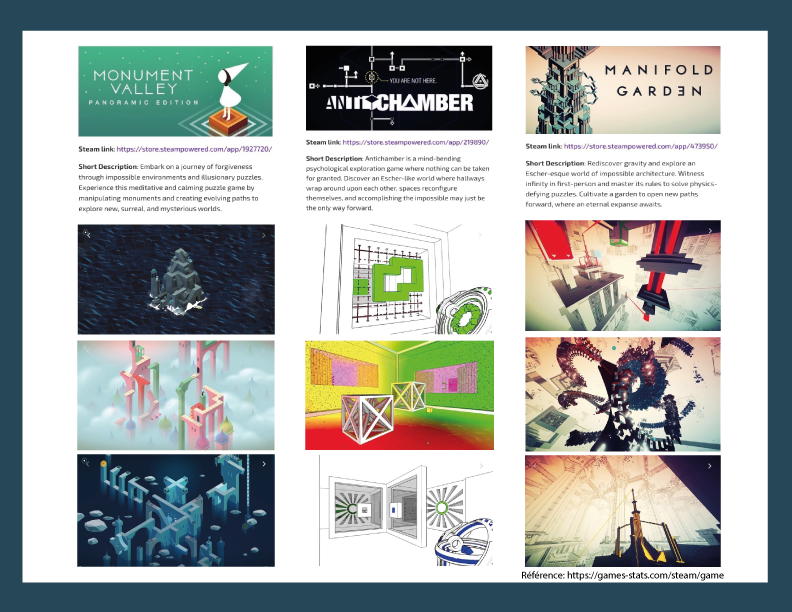 MONUMENT
VALLEY
PANORAMIC EDITION
Steam link: https://store.steampowered.com/app/1927720/
Short Description: Embark on a journey of forgiveness
through impossible environments and illusionary puzzles.
Experience this meditative and calming puzzle game by
manipulating monuments and creating evolving paths to
explore new, surreal, and mysterious worlds.
YOU ARE NOT HERE.
ANTICHAMBER
Steam link: https://store.steampowered.com/app/219890/
Short Description: Antichamber is a mind-bending
psychological exploration game where nothing can be taken
for granted. Discover an Escher-like world where hallways
wrap around upon each other, spaces reconfigure
themselves, and accomplishing the impossible may just be
the only way forward.
MANIFOLD
GARDEN
Steam link: https://store.steampowered.com/app/473950/
Short Description: Rediscover gravity and explore an
Escher-esque world of impossible architecture. Witness
infinity in first-person and master its rules to solve physics-
defying puzzles. Cultivate a garden to open new paths
forward, where an eternal expanse awaits.
Référence: https://games-stats.com/steam/game